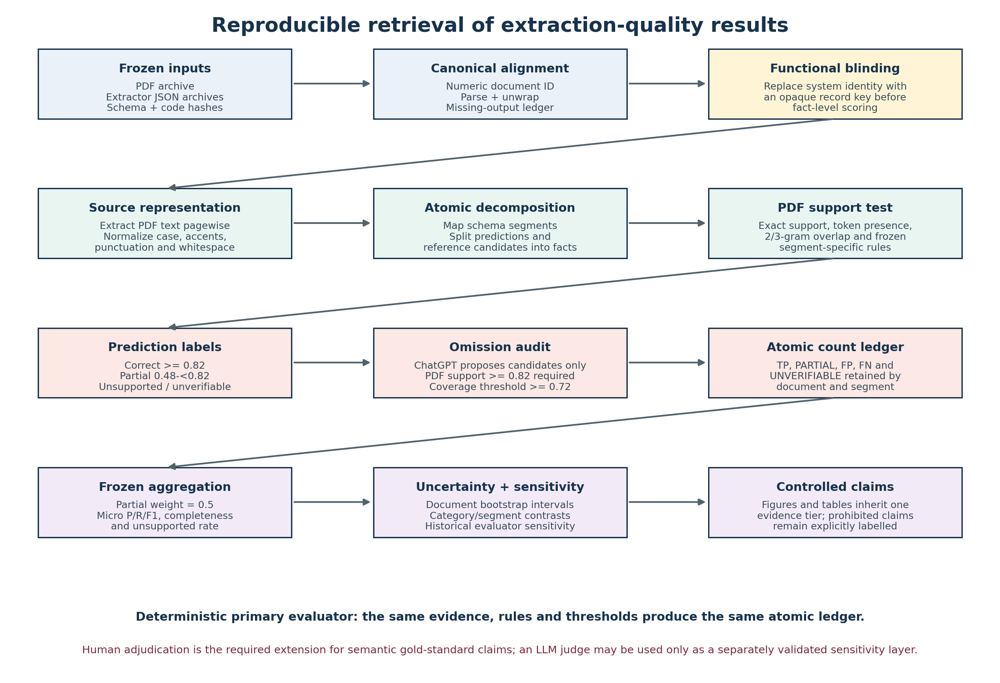 Reproducible retrieval of extraction-quality results
Frozen inputs
PDF archive
Extractor JSON archives
Schema + code hashes
Canonical alignment
Numeric document ID
Parse + unwrap
Missing-output ledger
Functional blinding
Replace system identity with
an opaque record key before
fact-level scoring
Source representation
Extract PDF text pagewise
Normalize case, accents,
punctuation and whitespace
Atomic decomposition
Map schema segments
Split predictions and
reference candidates into facts
PDF support test
Exact support, token presence,
2/3-gram overlap and frozen
segment-specific rules
Prediction labels
Correct >= 0.82
Partial 0.48-<0.82
Unsupported / unverifiable
Omission audit
ChatGPT proposes candidates only
PDF support >= 0.82 required
Coverage threshold >= 0.72
Atomic count ledger
TP, PARTIAL, FP, FN and
UNVERIFIABLE retained by
document and segment
Frozen aggregation
Partial weight = 0.5
Micro P/R/F1, completeness
and unsupported rate
Uncertainty + sensitivity
Document bootstrap intervals
Category/segment contrasts
Historical evaluator sensitivity
Controlled claims
Figures and tables inherit one
evidence tier; prohibited claims
remain explicitly labelled
Deterministic primary evaluator: the same evidence, rules and thresholds produce the same atomic ledger.
Human adjudication is the required extension for semantic gold-standard claims; an LLM judge may be used only as a separately validated sensitivity layer.